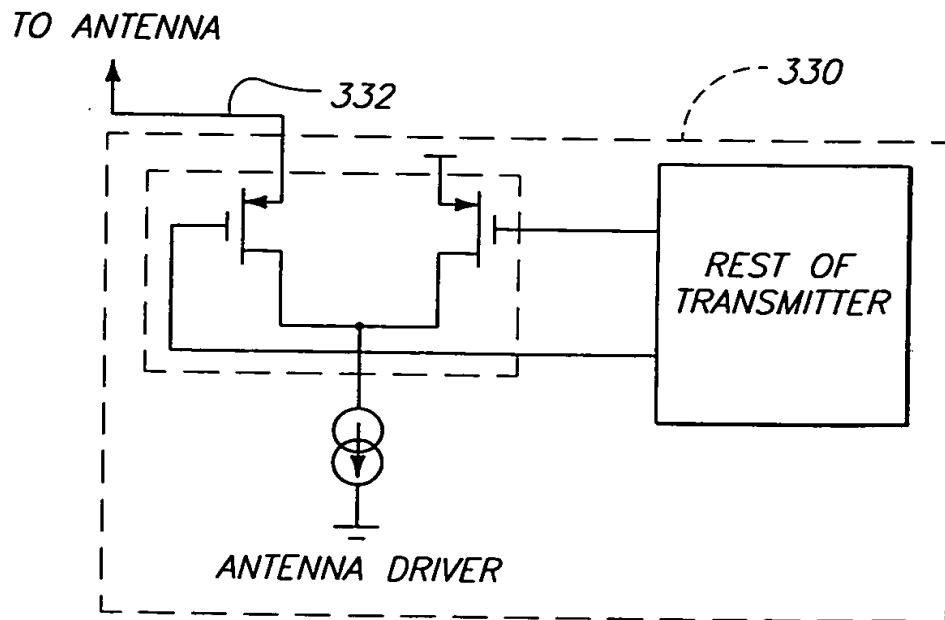 TO ANTENNA
332
330
REST OF
TRANSMITTER
ANTENNA DRIVER